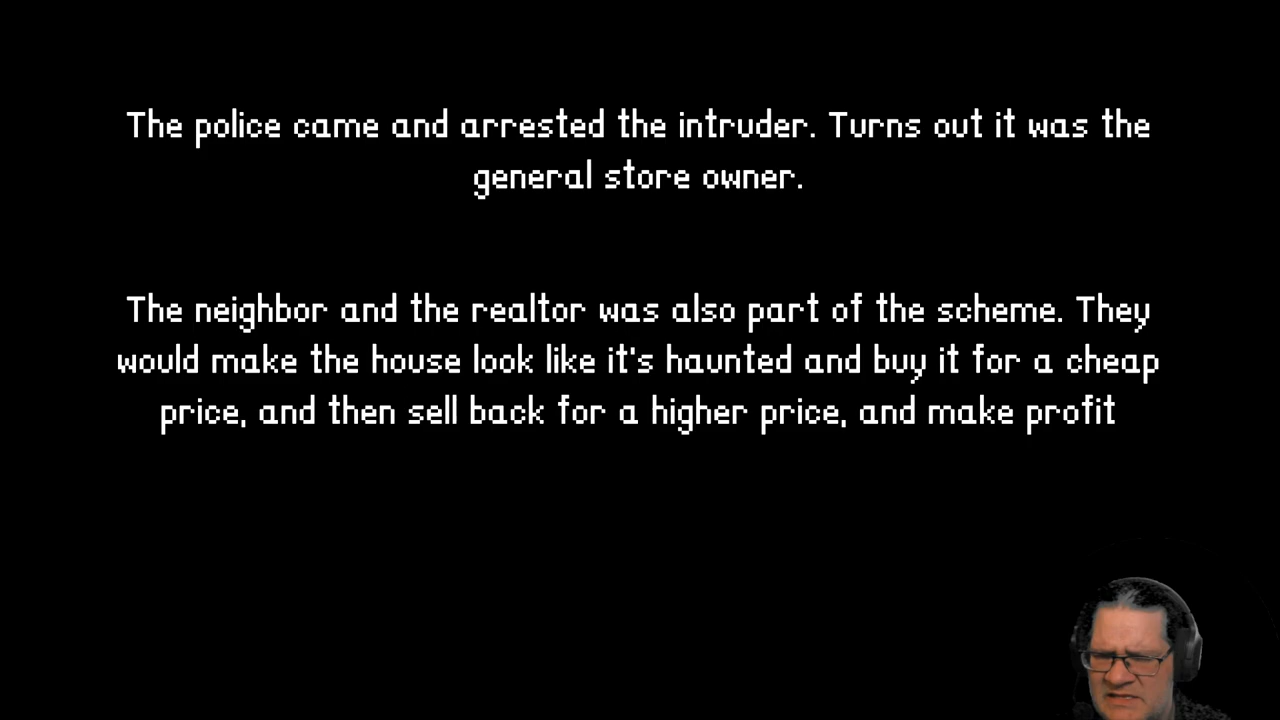 The police came and arrested the intruder. Turns out it was the
general store owner.
The neighbor and the realtor was also part of the scheme. They
would make the house look like it's haunted and buy it for a cheap
price, and then sell back for a higher price, and make profit